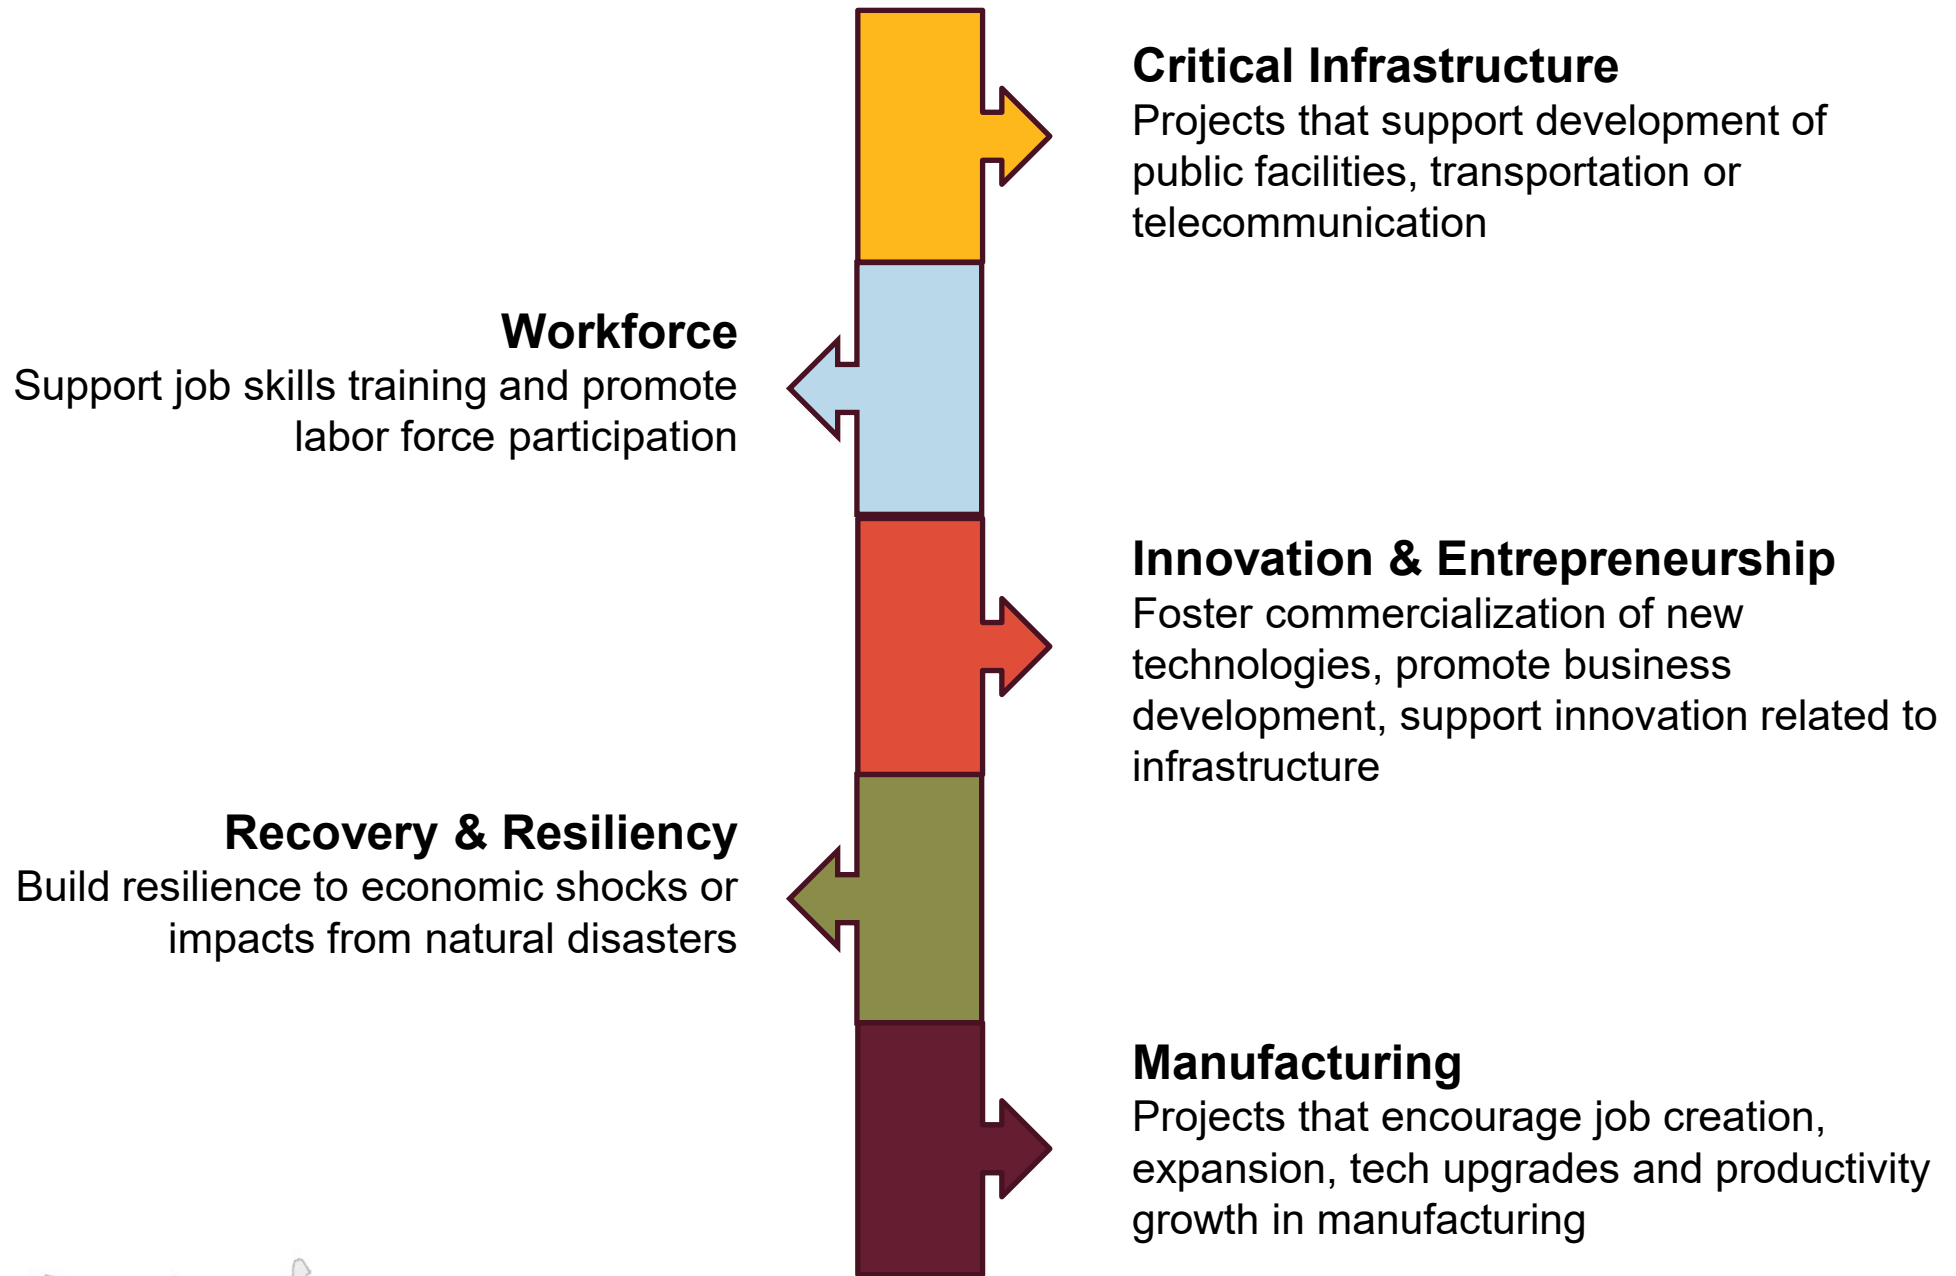 Critical Infrastructure
Projects that support development of
public facilities, transportation or
telecommunication
Workforce
Support job skills training and promote
labor force participation
Innovation & Entrepreneurship
Foster commercialization of new
technologies, promote business
development, support innovation related to
infrastructure
Recovery & Resiliency
Build resilience to economic shocks or
impacts from natural disasters
Manufacturing
Projects that encourage job creation,
expansion, tech upgrades and productivity
growth in manufacturing